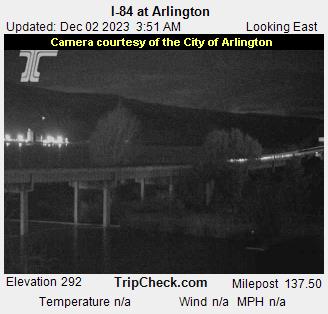 I-84 at Arlington
Updated: Dec 02 2023 3:51 AM Looking East
Camera courtesy of the City of Arlington
Elevation 292 TripCheck.com Milepost 137.50
Temperature n/a Wind n/a MPH n/a